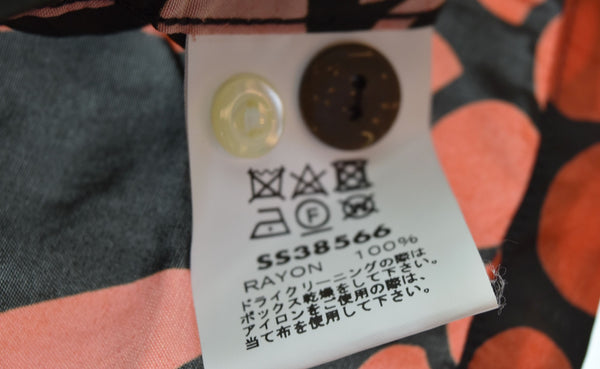 F
SS38566
RAYON 100%
ドライクリーニングの際は
ボックス乾燥をして下さい。
アイロンをご使用の際は、
当て布を使用して下さい。